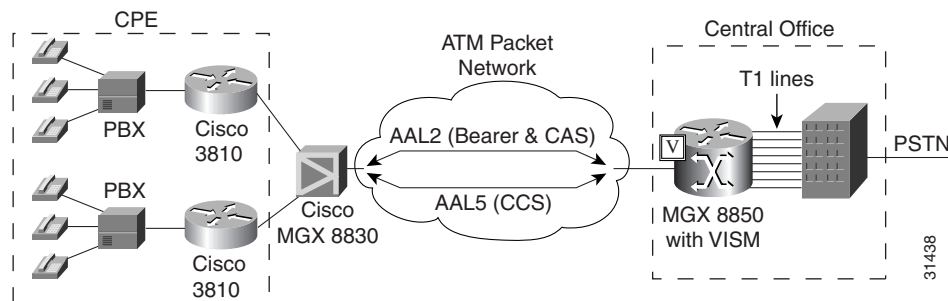 CPE
PBX
Cisco
3810
PBX
Cisco
3810
Cisco
MGX 8830
ATM Packet
Network
AAL2 (Bearer & CAS)
AAL5 (CCS)
Central Office
T1 lines
V
MGX 8850
with VISM
PSTN
31438